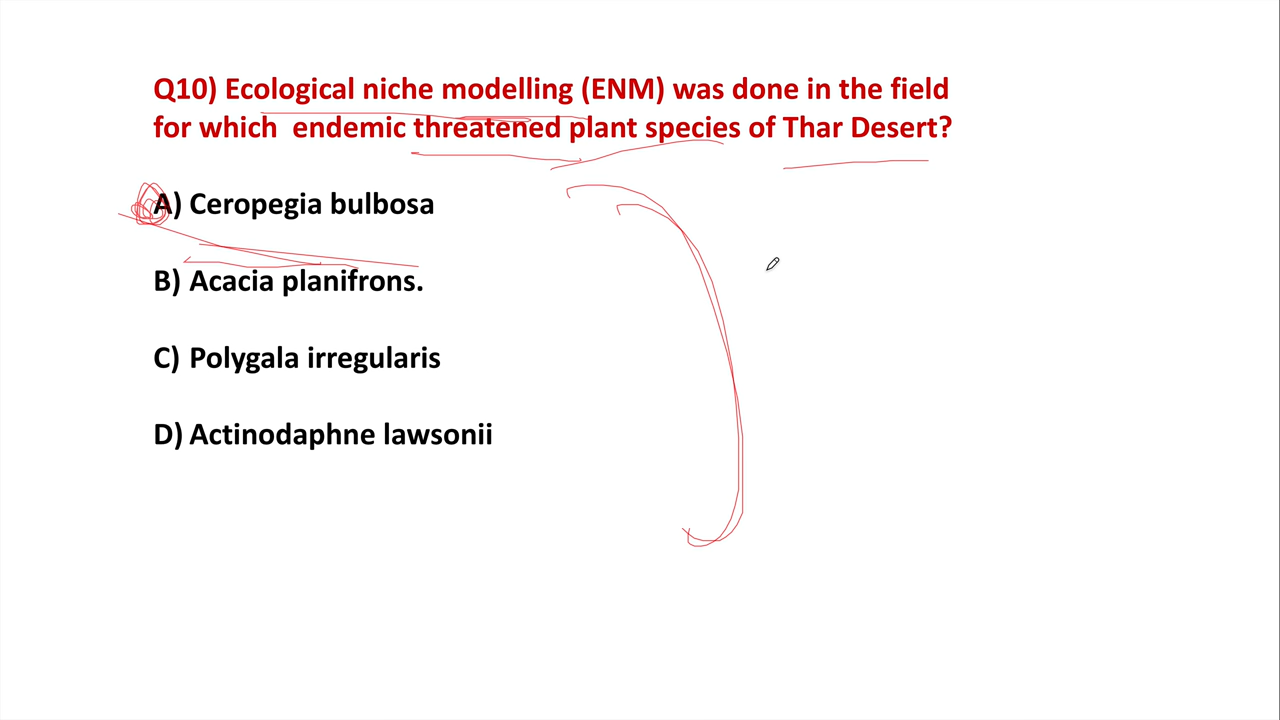 Q10) Ecological niche modelling (ENM) was done in the field
for which endemic threatened plant species of Thar Desert?
A) Ceropegia bulbosa
B) Acacia planifrons.
C) Polygala irregularis
D) Actinodaphne lawsonii